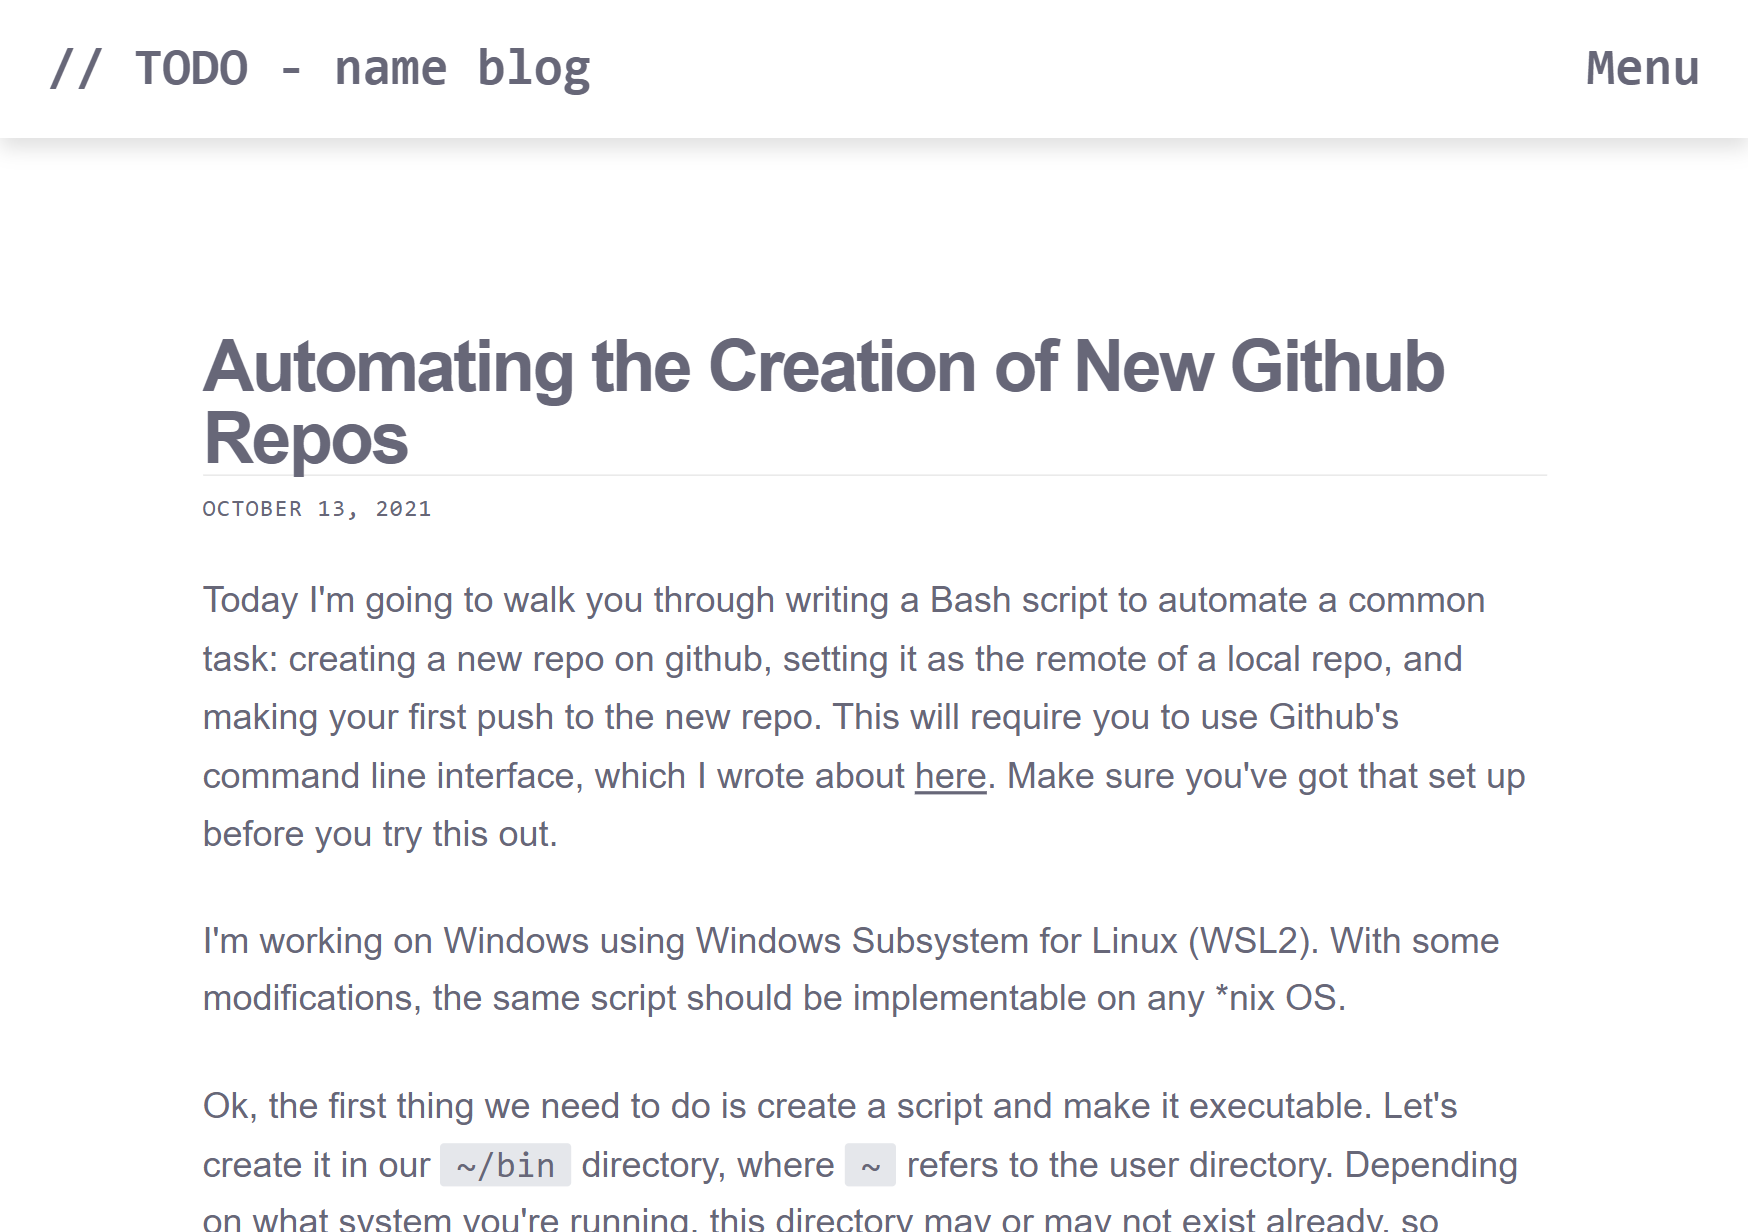 // TODO - name blog
Menu
Automating the Creation of New Github
Repos
OCTOBER 13, 2021
Today I'm going to walk you through writing a Bash script to automate a common
task: creating a new repo on github, setting it as the remote of a local repo, and
making your first push to the new repo. This will require you to use Github's
command line interface, which I wrote about here. Make sure you've got that set up
before you try this out.
I'm working on Windows using Windows Subsystem for Linux (WSL2). With some
modifications, the same script should be implementable on any *nix OS.
Ok, the first thing we need to do is create a script and make it executable. Let's
create it in our ~/bin directory, where ~ refers to the user directory. Depending
on what system you're running, this directory may or may not exist already, so